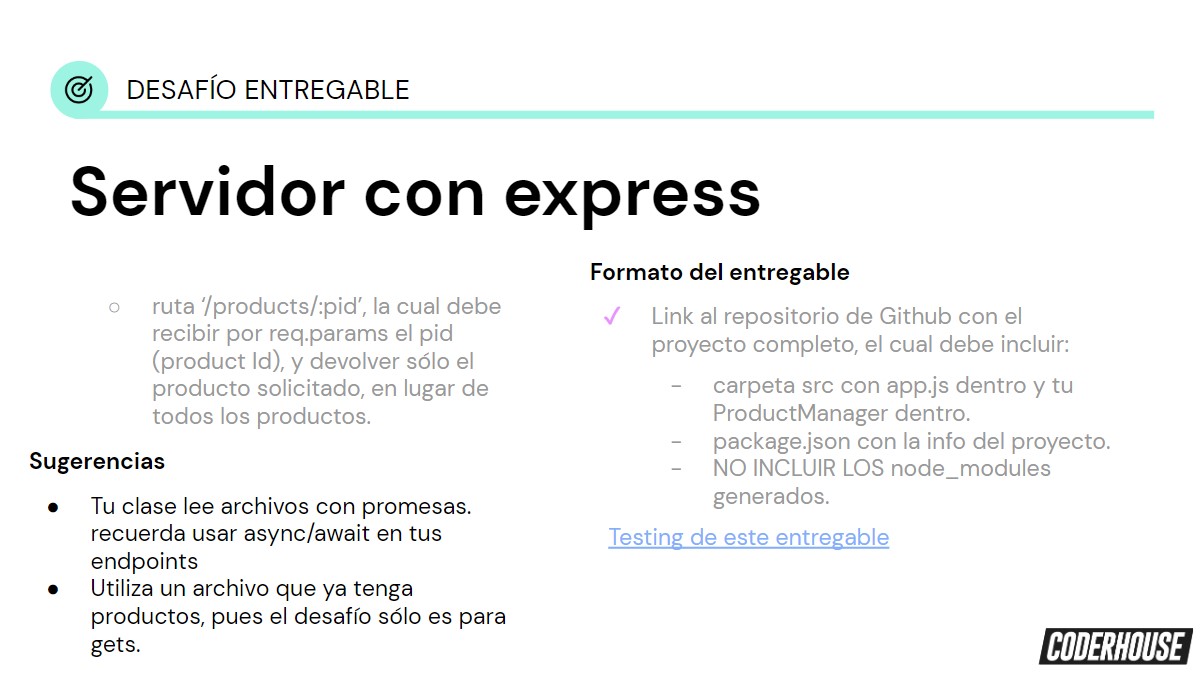 DESAFÍO ENTREGABLE
Servidor con express
○ ruta ‘/products/:pid’, la cual debe
recibir por req.params el pid
(product Id), y devolver sólo el
producto solicitado, en lugar de
todos los productos.
Sugerencias
● Tu clase lee archivos con promesas.
recuerda usar async/await en tus
endpoints
● Utiliza un archivo que ya tenga
productos, pues el desafío sólo es para
gets.
Formato del entregable
✓ Link al repositorio de Github con el
proyecto completo, el cual debe incluir:
- carpeta src con app.js dentro y tu
ProductManager dentro.
- package.json con la info del proyecto.
- NO INCLUIR LOS node_modules
generados.
Testing de este entregable
CODERHOUSE